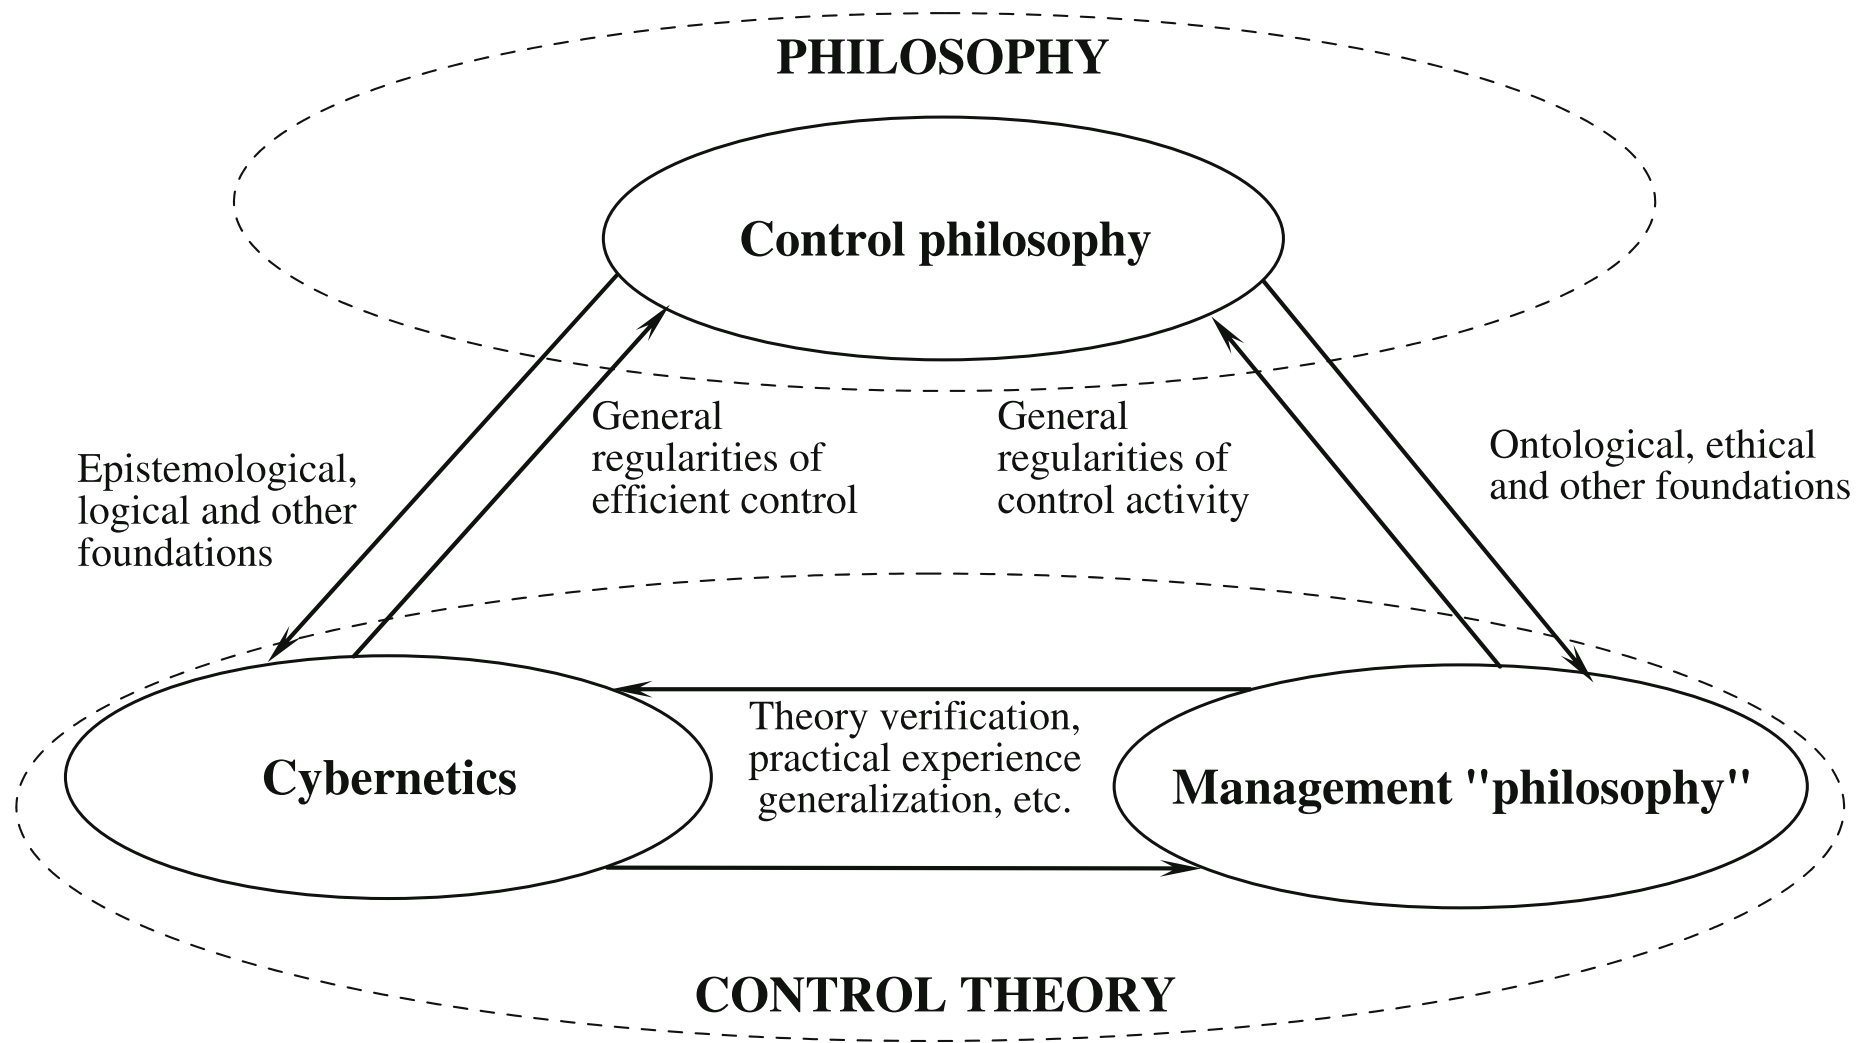 PHILOSOPHY
Control philosophy
General
regularities of
efficient control
General
regularities of
control activity
Ontological, ethical
and other foundations
Epistemological,
logical and other
foundations
Theory verification,
practical experience
generalization, etc.
Cybernetics
Management "philosophy"
CONTROL THEORY